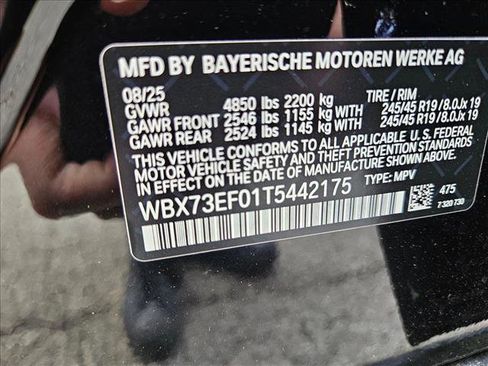 MFD BY BAYERISCHE MOTOREN WERKE AG
08/25 TIRE / RIM
GVWR 4850 lbs 2200 kg
GAWR FRONT 2546 lbs 1155 kg WITH 245/45 R19 / 8.0Jx 19
GAWR REAR 2524 lbs 1145 kg WITH 245/45 R19 / 8.0Jx 19
THIS VEHICLE CONFORMS TO ALL APPLICABLE U. S. FEDERAL
MOTOR VEHICLE SAFETY AND THEFT PREVENTION STANDARDS
IN EFFECT ON THE DATE OF MANUFACTURE SHOWN ABOVE.
WBX73EF01T5442175 TYPE: MPV
475
7 320 730